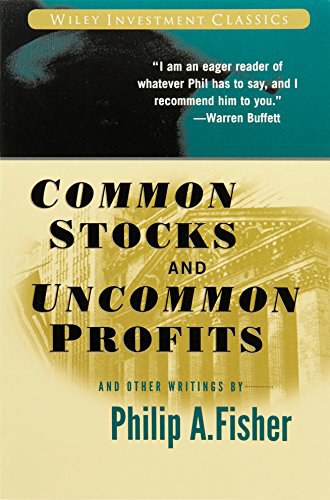 WILEY INVESTMENT CLASSICS
“I am an eager reader of
whatever Phil has to say, and I
recommend him to you.”
—Warren Buffett
COMMON
STOCKS
AND
UNCOMMON
PROFITS
AND OTHER WRITINGS BY
Philip A. Fisher